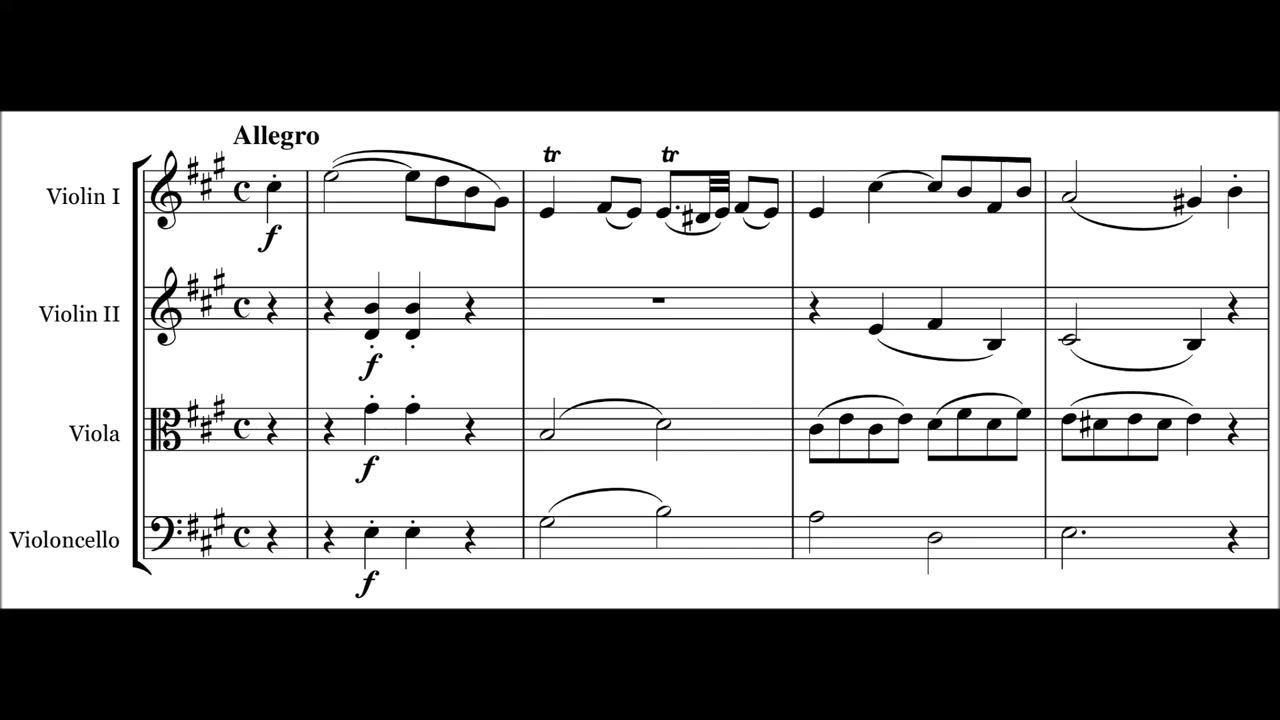 Allegro
tr tr
Violin I
f
Violin II
f
Viola
f
Violoncello
f